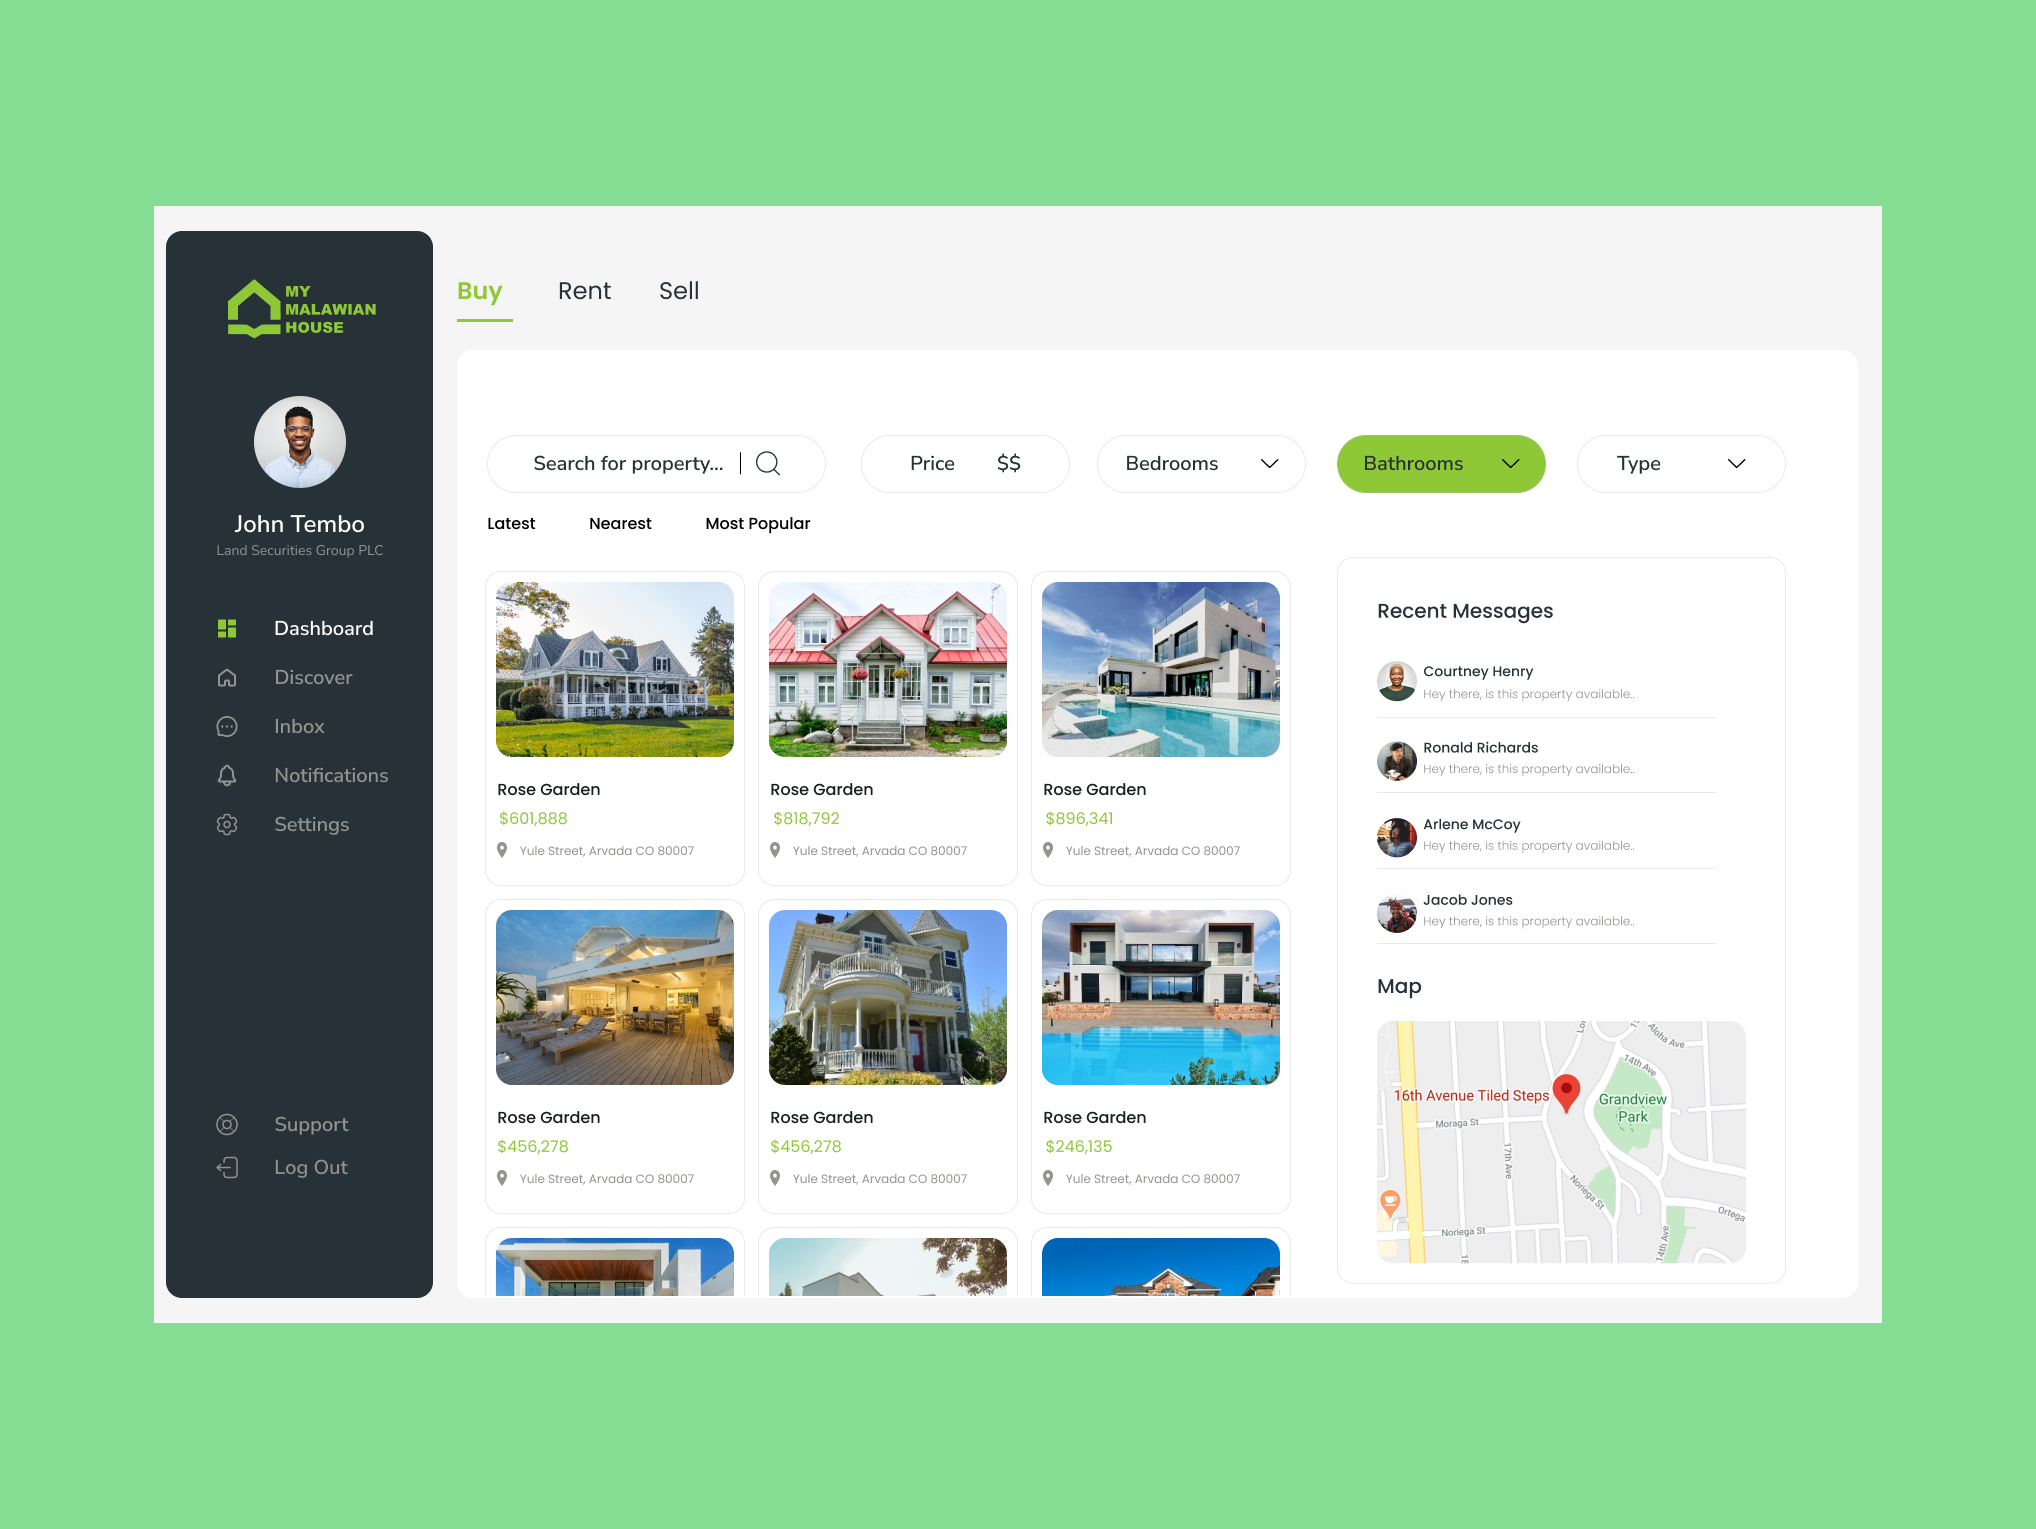 MY
MALAWIAN
HOUSE
John Tembo
Land Securities Group PLC
Dashboard
Discover
Inbox
Notifications
Settings
Support
Log Out
Buy Rent Sell
Search for property... Price $$ Bedrooms Bathrooms Type
Latest Nearest Most Popular
Rose Garden
$601,888
Yule Street, Arvada CO 80007
Rose Garden
$818,792
Yule Street, Arvada CO 80007
Rose Garden
$896,341
Yule Street, Arvada CO 80007
Rose Garden
$456,278
Yule Street, Arvada CO 80007
Rose Garden
$456,278
Yule Street, Arvada CO 80007
Rose Garden
$246,135
Yule Street, Arvada CO 80007
Recent Messages
Courtney Henry
Hey there, is this property available..
Ronald Richards
Hey there, is this property available..
Arlene McCoy
Hey there, is this property available..
Jacob Jones
Hey there, is this property available..
Map
Aloha Ave
14th Ave
16th Avenue Tiled Steps
Grandview
Park
Moraga St
17th Ave
Noriega St
Ortega
Noriega St
14th Ave